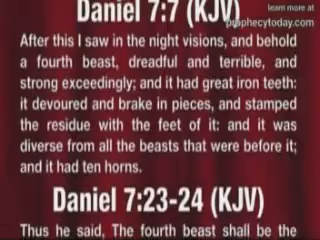 Daniel 7:7 (KJV)
learn more at
prophecytoday.com
After this I saw in the night visions, and behold
a fourth beast, dreadful and terrible, and
strong exceedingly; and it had great iron teeth:
it devoured and brake in pieces, and stamped
the residue with the feet of it: and it was
diverse from all the beasts that were before it;
and it had ten horns.
Daniel 7:23-24 (KJV)
Thus he said, The fourth beast shall be the